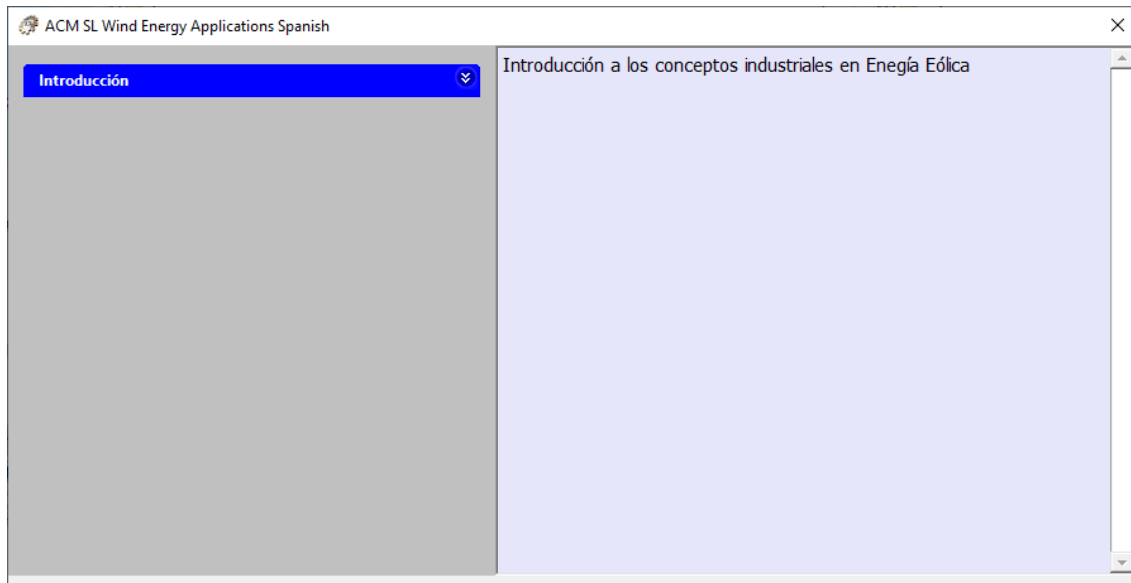 ACM SL Wind Energy Applications Spanish
Introducción
Introducción a los conceptos industriales en Enegía Eólica